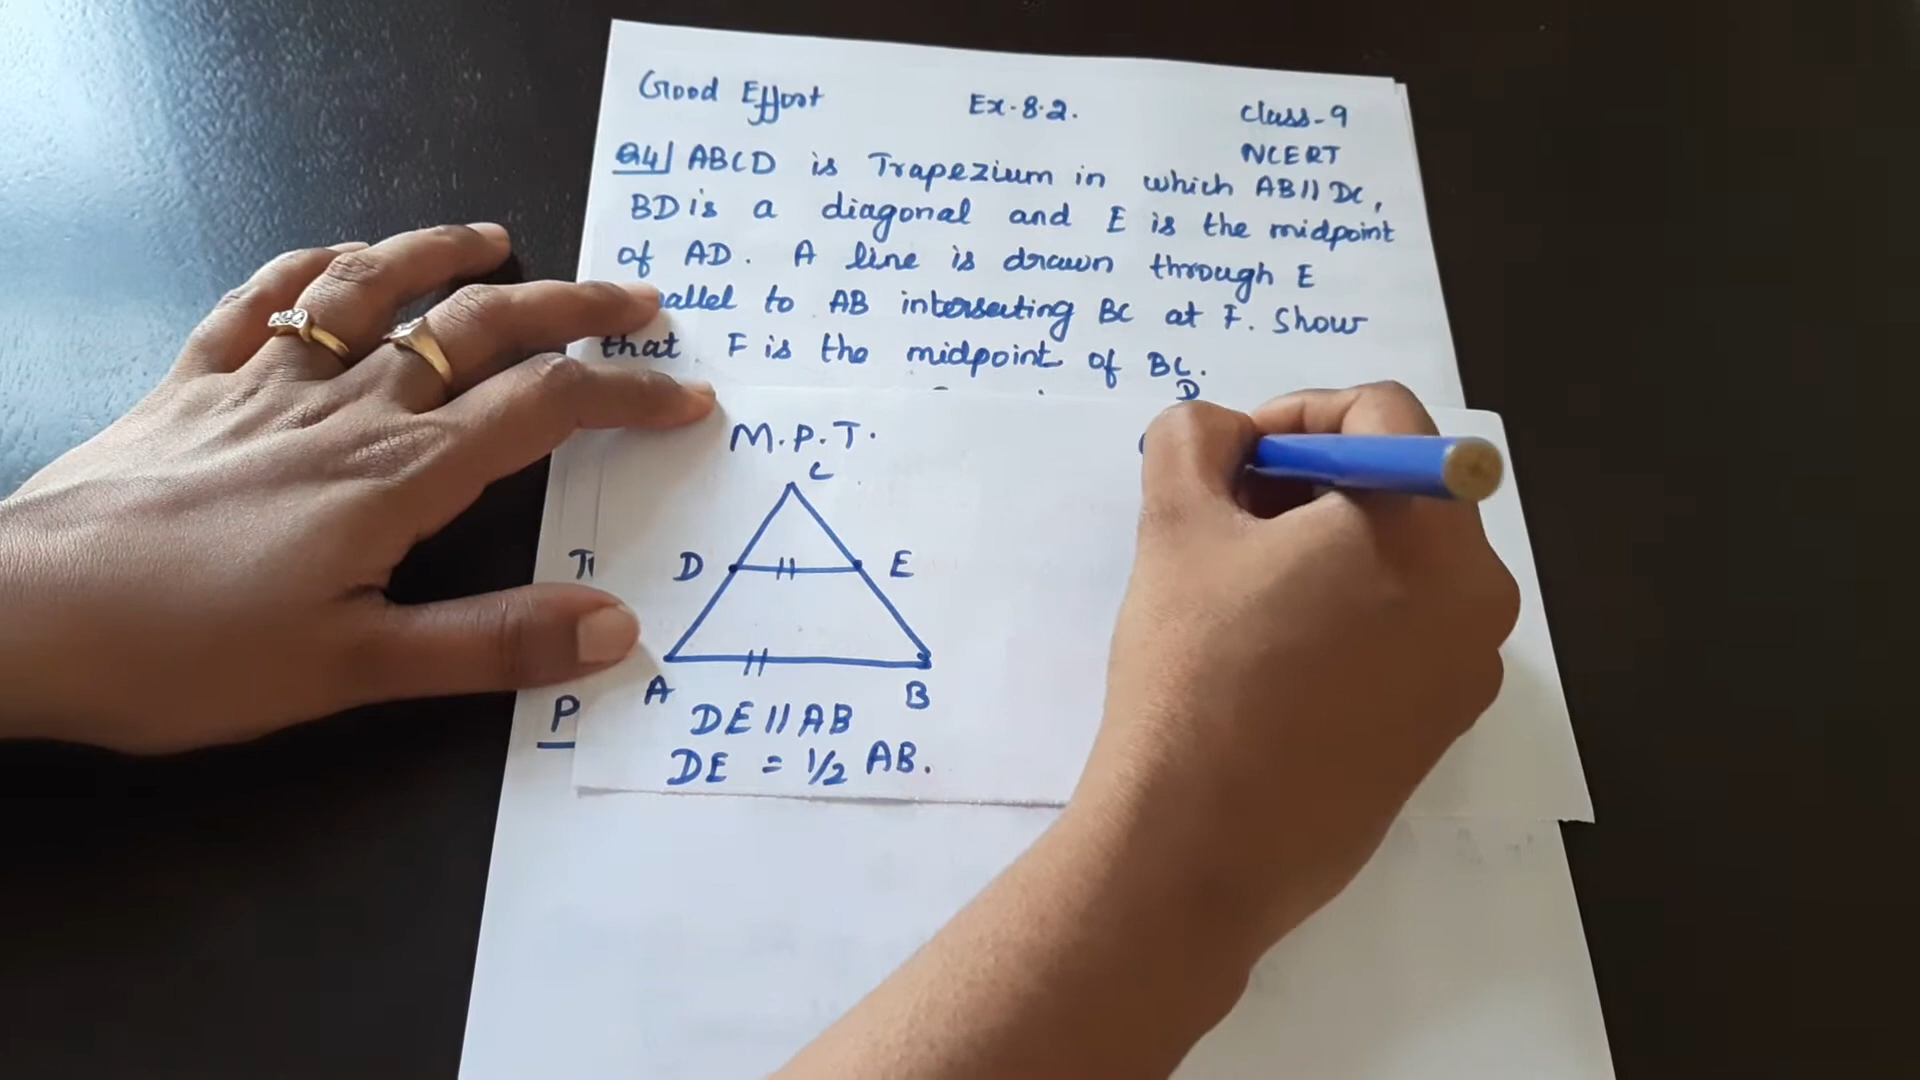 Good Effort Ex-8.2. Class-9
NCERT
Q4| ABCD is Trapezium in which AB//DC,
BD is a diagonal and E is the midpoint
of AD. A line is drawn through E
to AB intersecting BC at F. Show
that F is the midpoint of BC.
D
M.P.T.
C
D E
A B
P
DE//AB
DE = 1/2 AB.